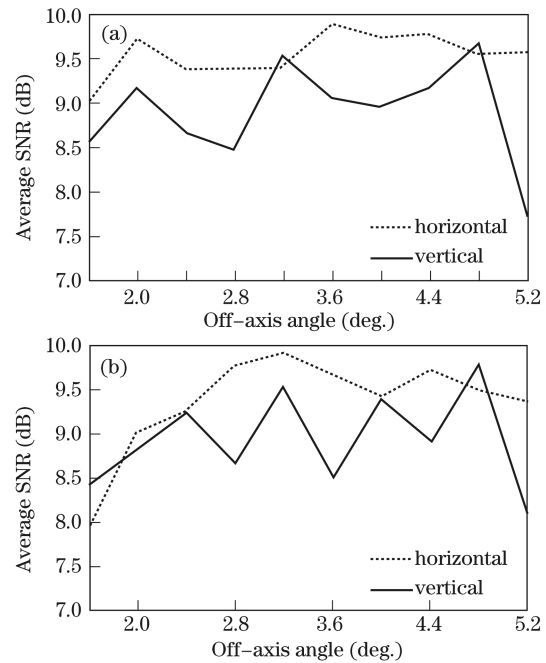 10.0
(a)
9.5
9.0
8.5
8.0
7.5
7.0
Average SNR (dB)
horizontal
vertical
2.0 2.8 3.6 4.4 5.2
Off−axis angle (deg.)
10.0
(b)
9.5
9.0
8.5
8.0
7.5
7.0
Average SNR (dB)
horizontal
vertical
2.0 2.8 3.6 4.4 5.2
Off−axis angle (deg.)